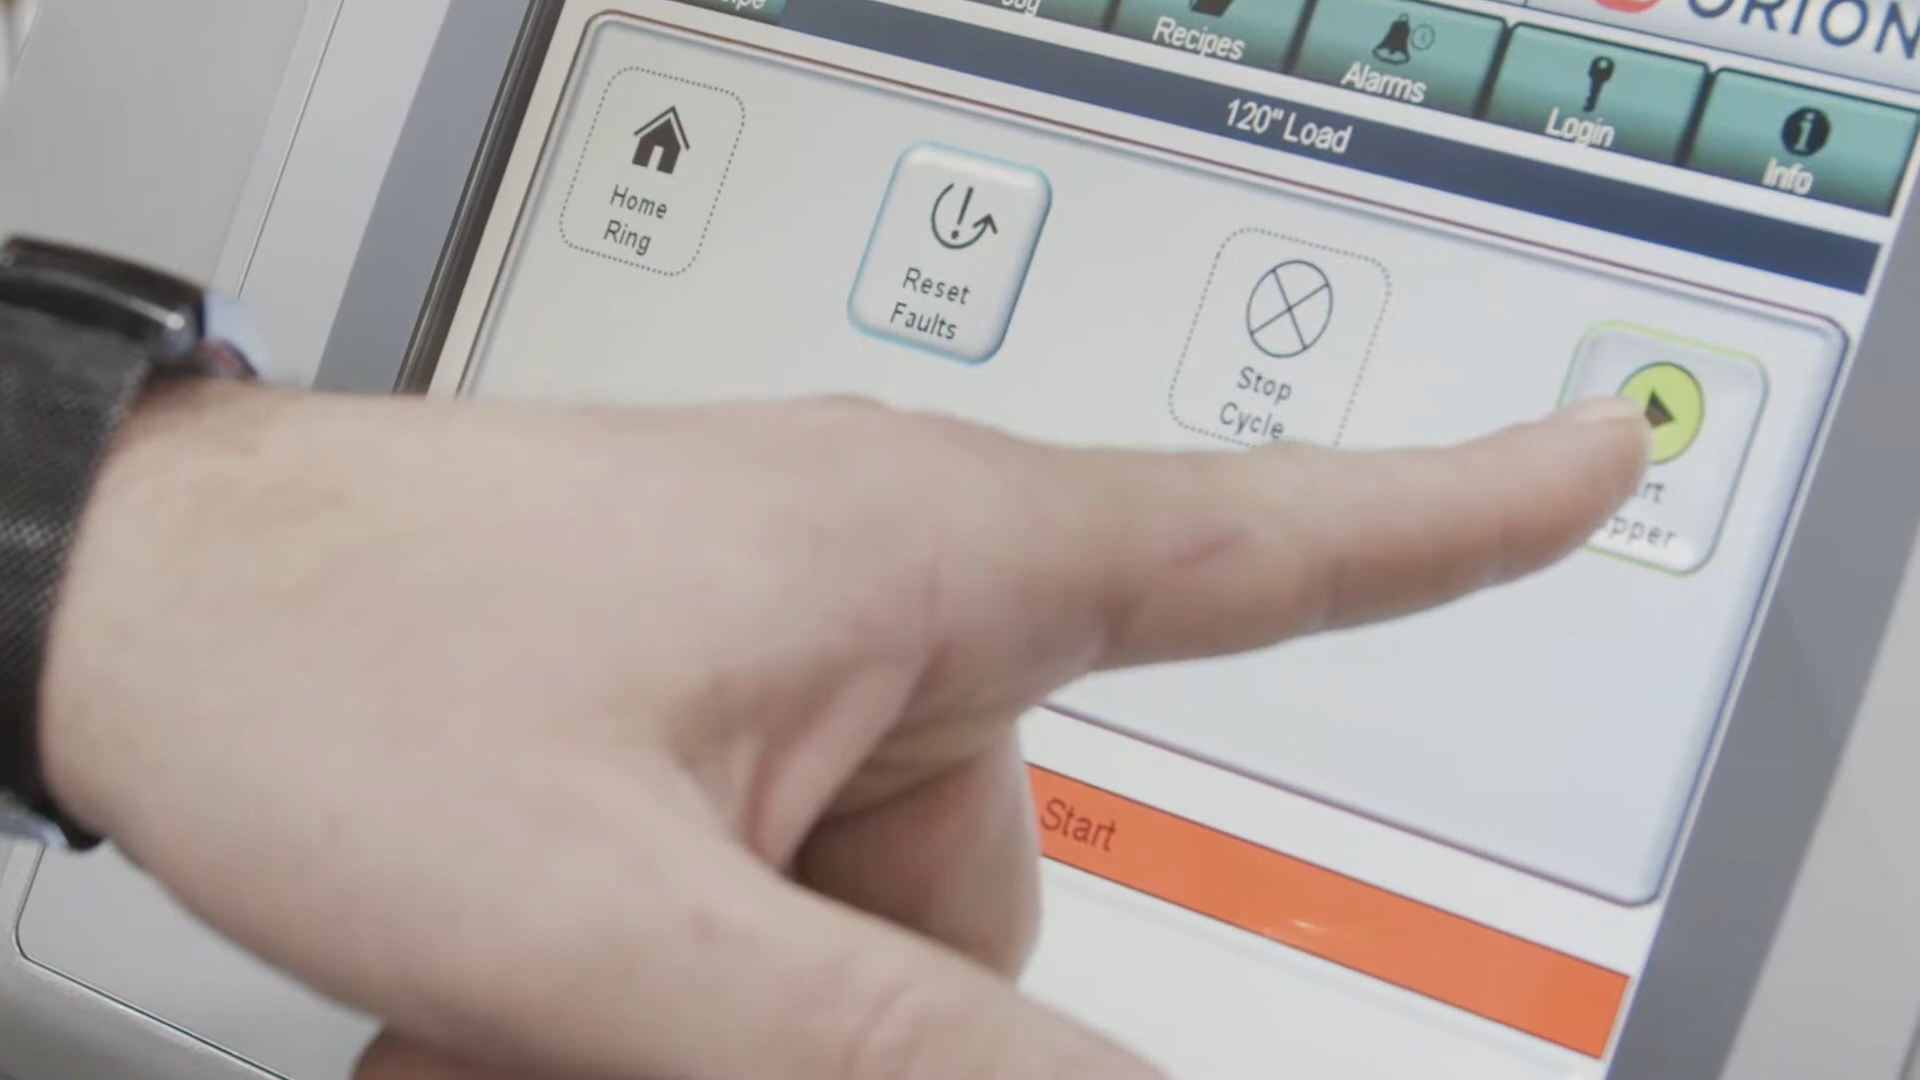 ORION
Recipes
Alarms
Login
Info
120" Load
Home
Ring
Reset
Faults
Stop
Cycle
Start